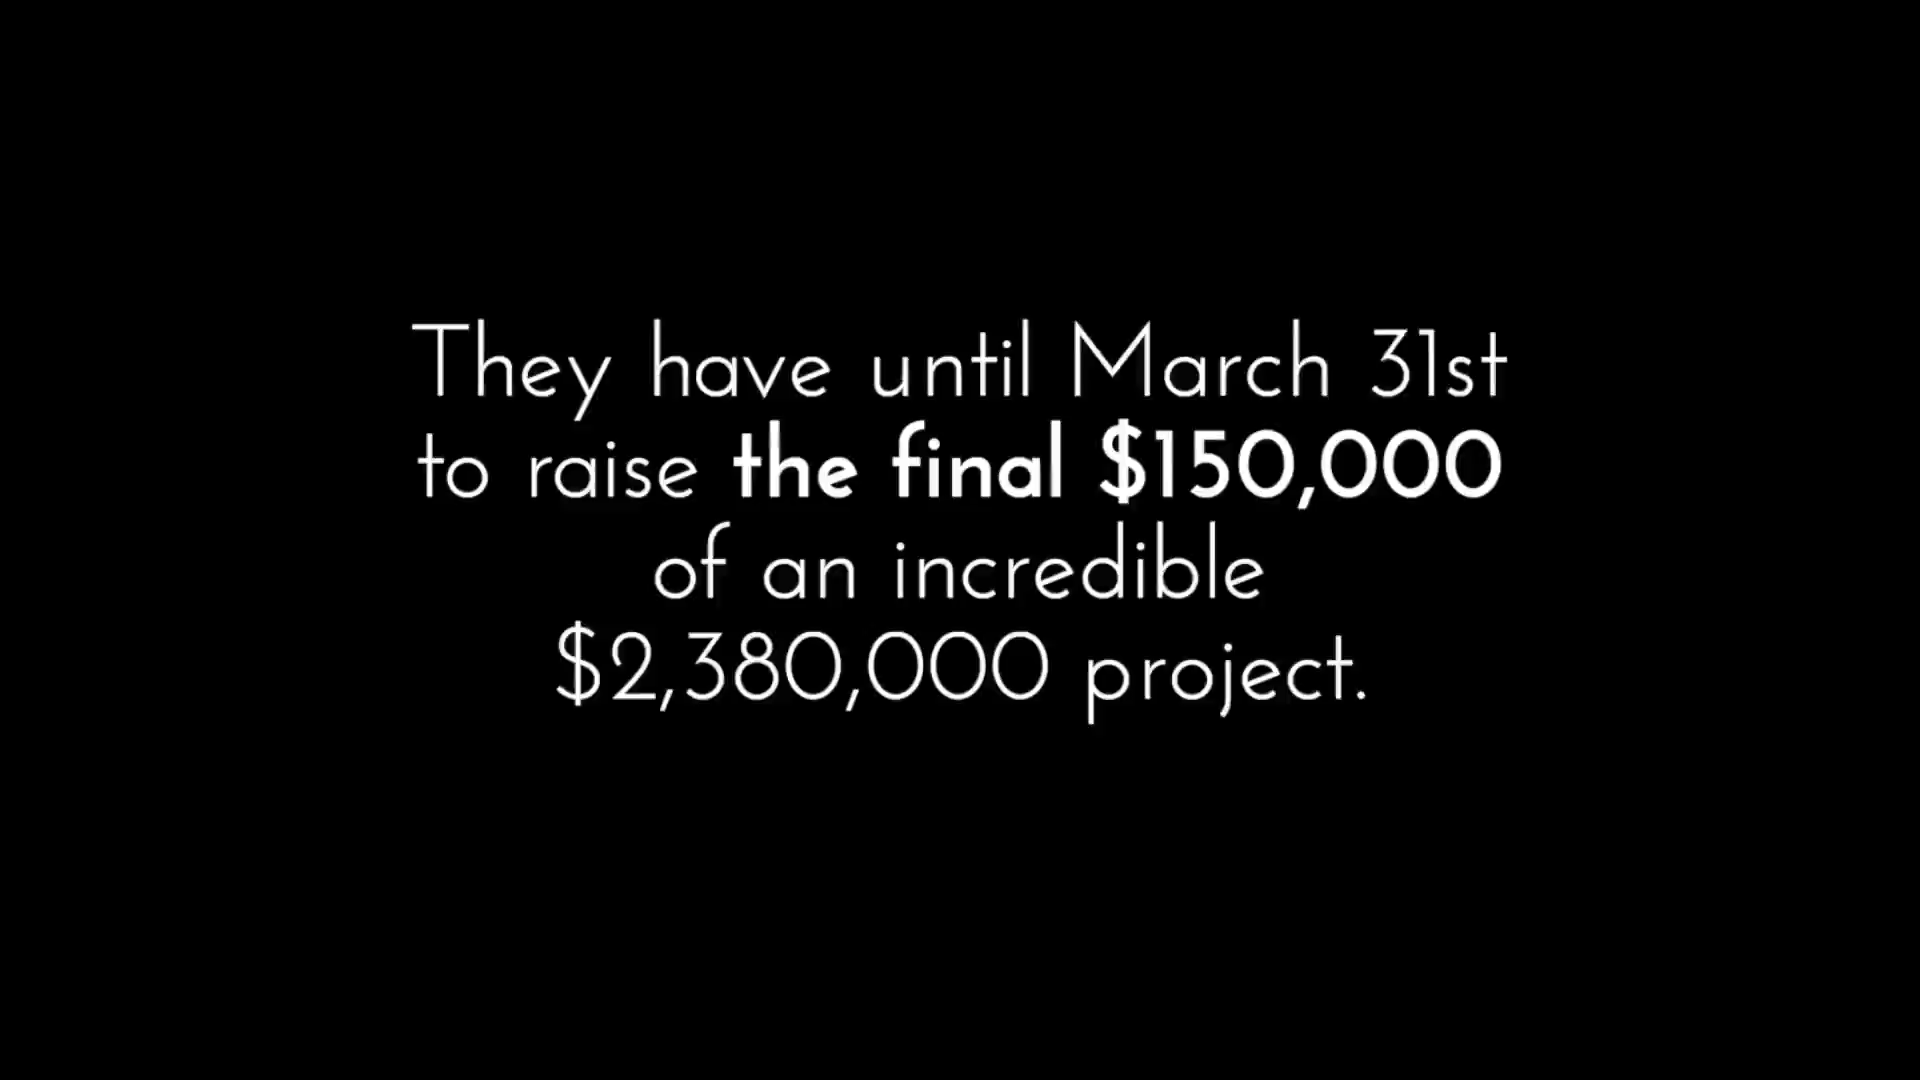 They have until March 31st
to raise the final $150,000
of an incredible
$2,380,000 project.